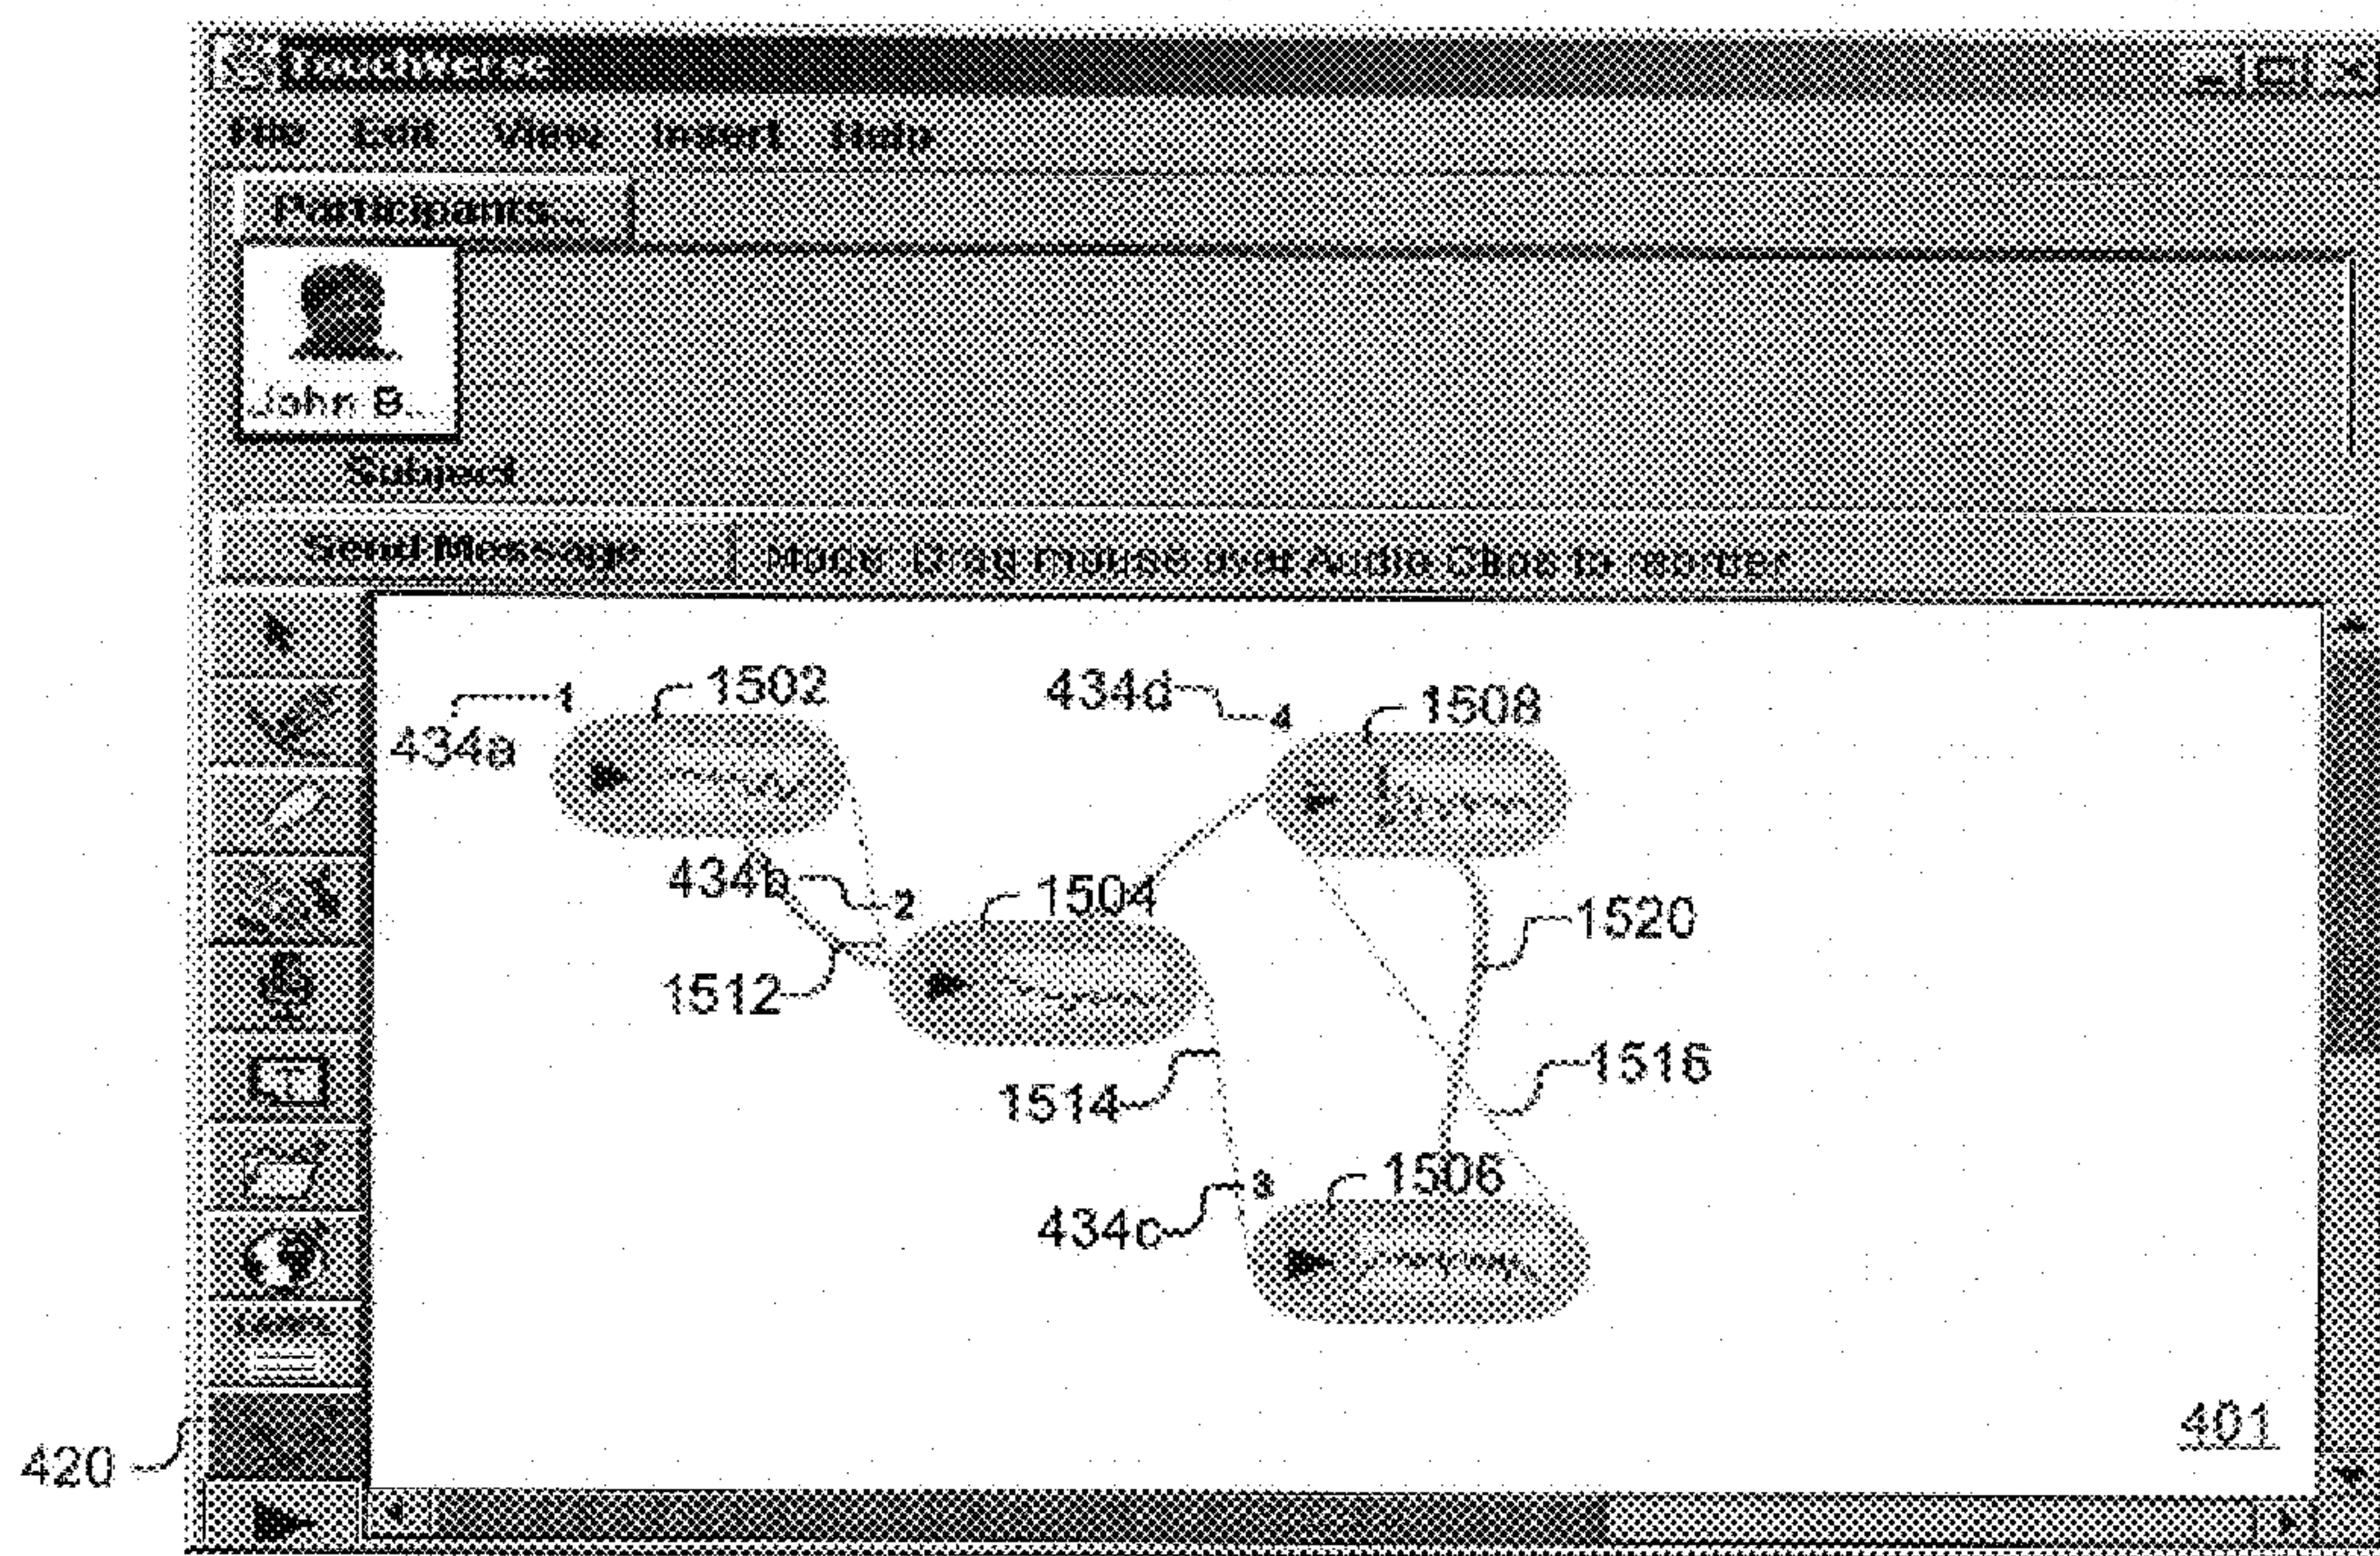 TouchVerse
File Edit View Insert Help
Participants...
John B...
Subject
Send Message Mode: Drag mouse over Audio Clips to reorder
1 1502 434d 1508
434a 4
434b 2 1504 1520
1512
1514 1516
3 1506
434c
401
420